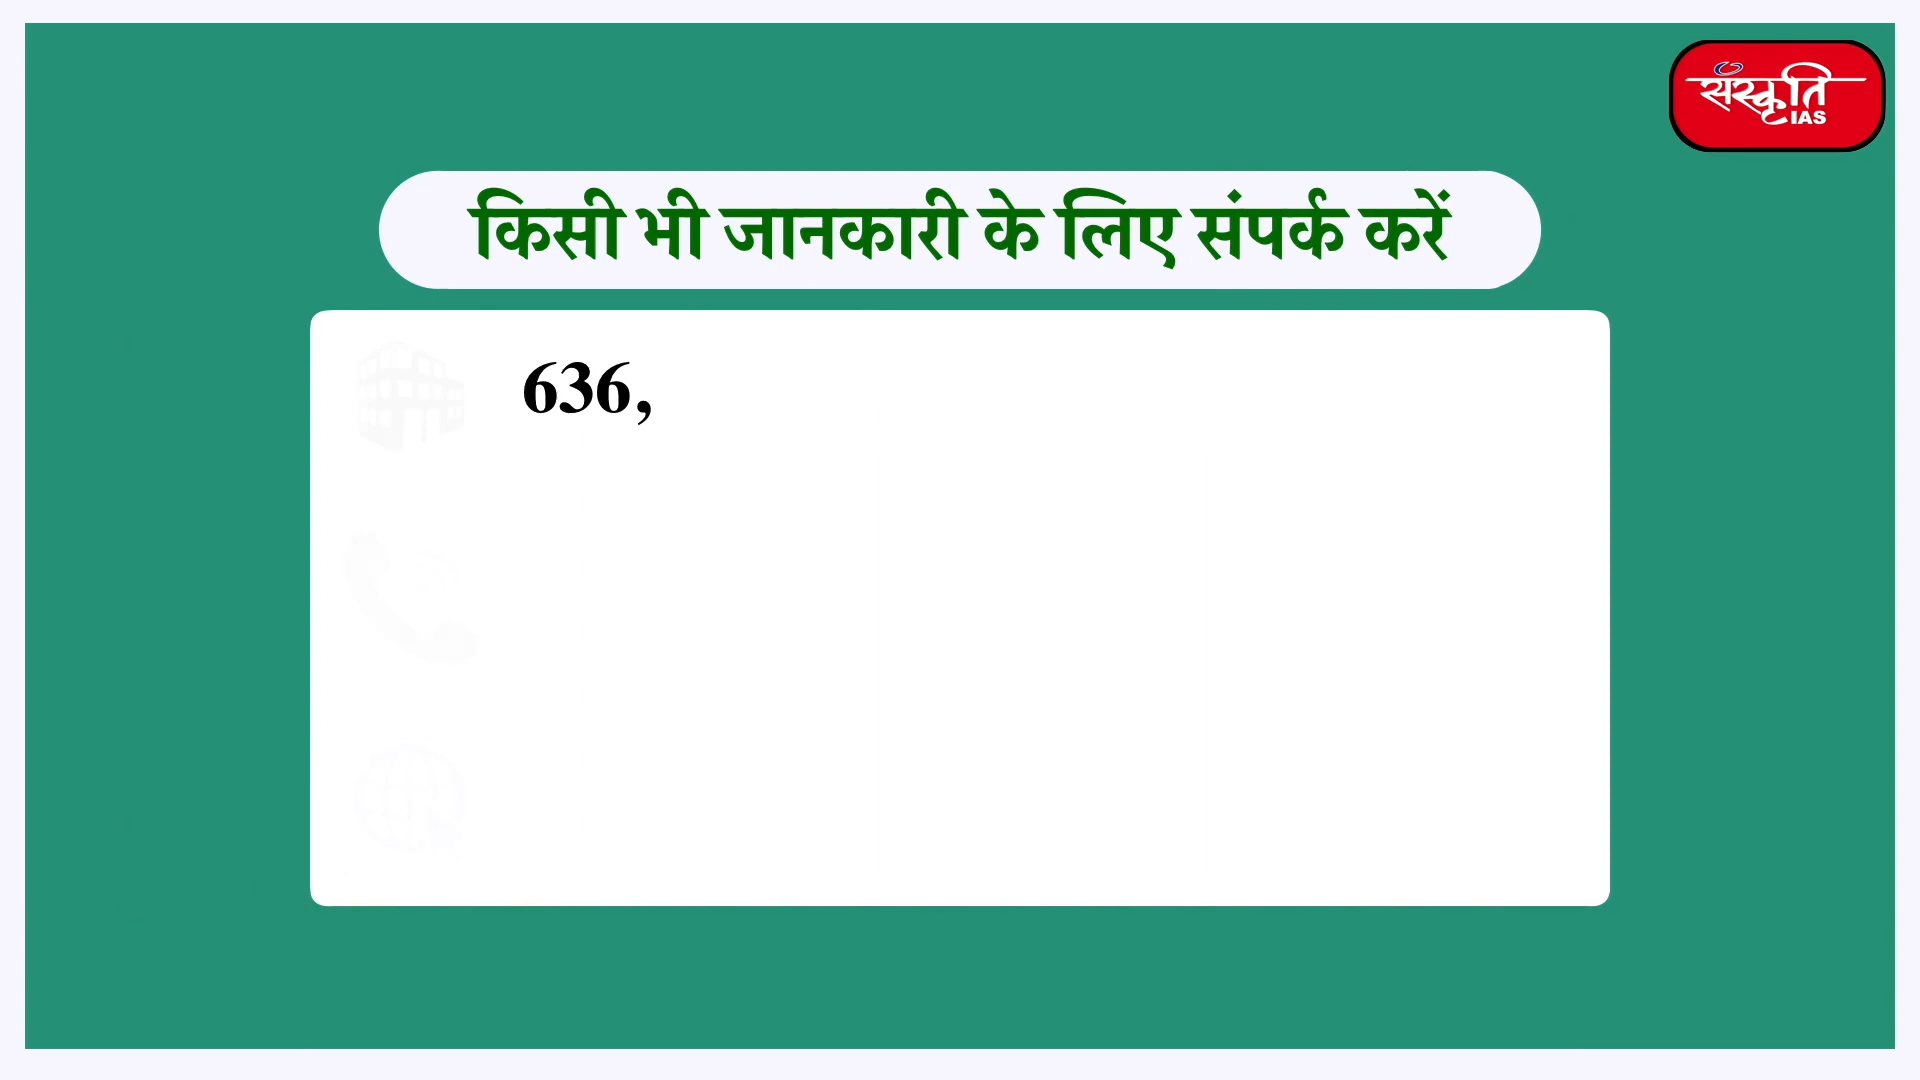 संस्कृति
IAS
किसी भी जानकारी के लिए संपर्क करें
636,